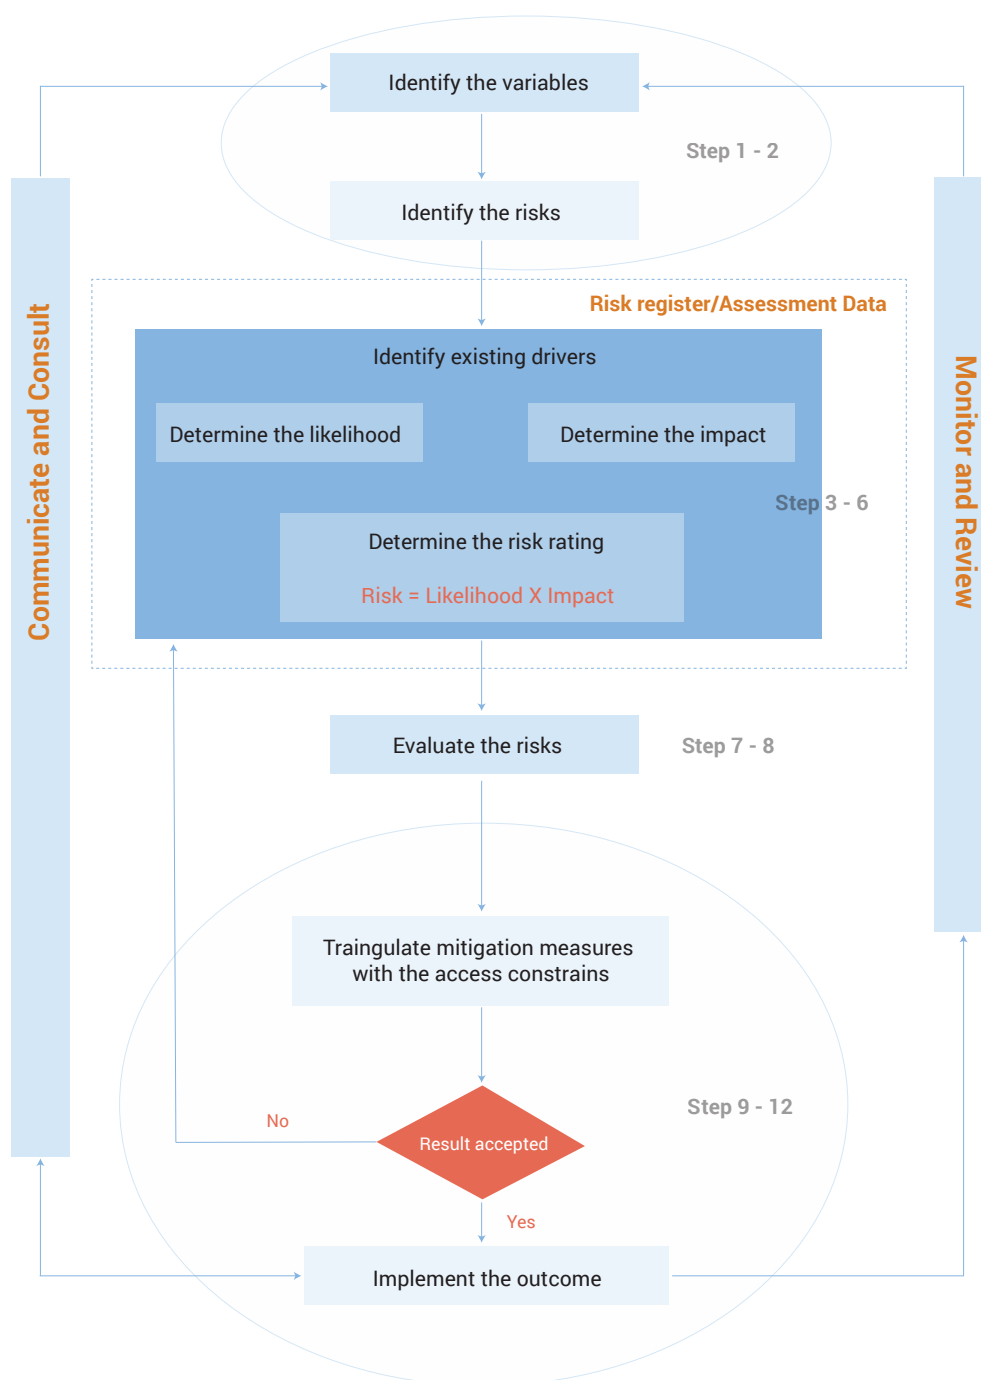 Identify the variables
Step 1 - 2
Identify the risks
Risk register/Assessment Data
Identify existing drivers
Determine the likelihood
Determine the impact
Step 3 - 6
Determine the risk rating
Risk = Likelihood X Impact
Evaluate the risks
Step 7 - 8
Traingulate mitigation measures
with the access constrains
Step 9 - 12
No
Result accepted
Yes
Implement the outcome
Communicate and Consult
Monitor and Review